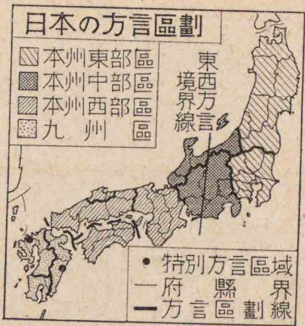 日本の方言區劃
本州東部區
本州中部區
本州西部區
九州區
東西方言
境界線
特別方言區域
府縣界
方言區劃線